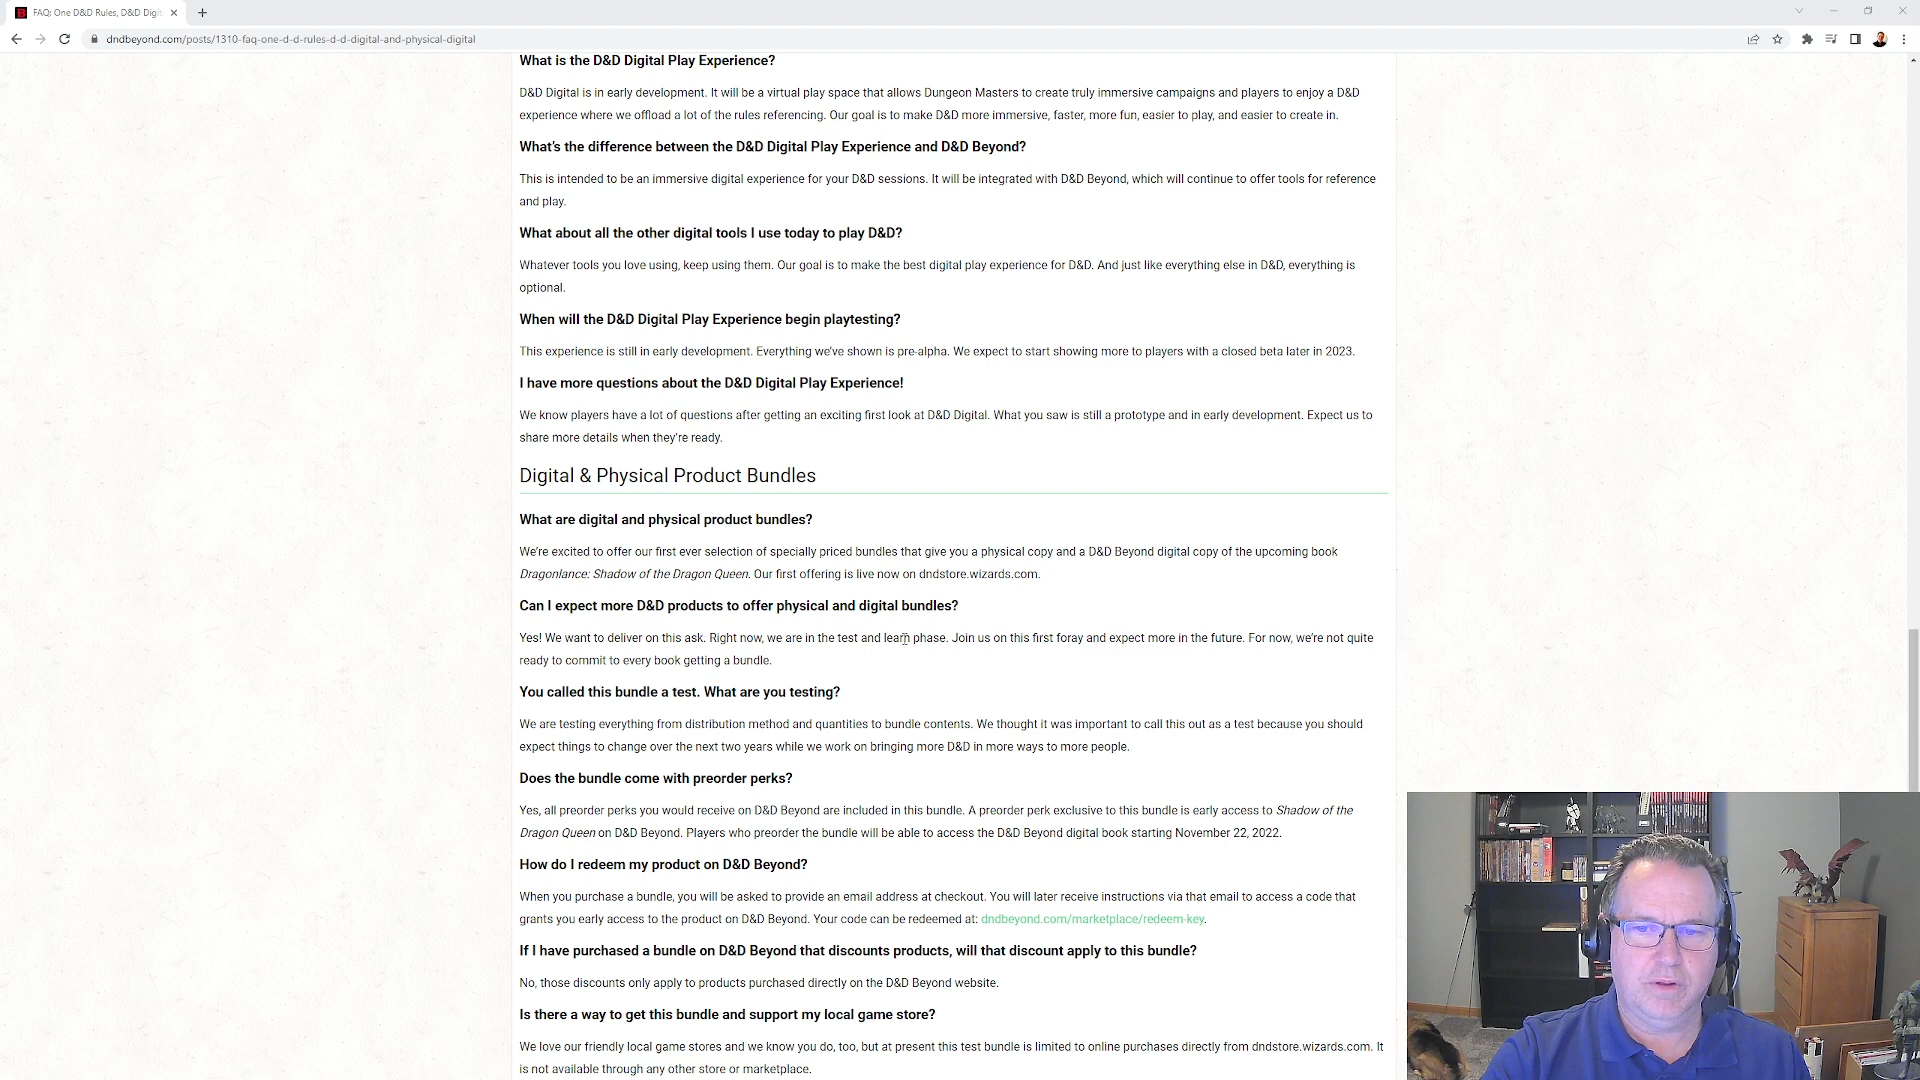 FAQ: One D&D Rules, D&D Digit
dndbeyond.com/posts/1310-faq-one-d-d-rules-d-d-digital-and-physical-digital
What is the D&D Digital Play Experience?
D&D Digital is in early development. It will be a virtual play space that allows Dungeon Masters to create truly immersive campaigns and players to enjoy a D&D
experience where we offload a lot of the rules referencing. Our goal is to make D&D more immersive, faster, more fun, easier to play, and easier to create in.
What's the difference between the D&D Digital Play Experience and D&D Beyond?
This is intended to be an immersive digital experience for your D&D sessions. It will be integrated with D&D Beyond, which will continue to offer tools for reference
and play.
What about all the other digital tools I use today to play D&D?
Whatever tools you love using, keep using them. Our goal is to make the best digital play experience for D&D. And just like everything else in D&D, everything is
optional.
When will the D&D Digital Play Experience begin playtesting?
This experience is still in early development. Everything we've shown is pre-alpha. We expect to start showing more to players with a closed beta later in 2023.
I have more questions about the D&D Digital Play Experience!
We know players have a lot of questions after getting an exciting first look at D&D Digital. What you saw is still a prototype and in early development. Expect us to
share more details when they're ready.
Digital & Physical Product Bundles
What are digital and physical product bundles?
We're excited to offer our first ever selection of specially priced bundles that give you a physical copy and a D&D Beyond digital copy of the upcoming book
Dragonlance: Shadow of the Dragon Queen. Our first offering is live now on dndstore.wizards.com.
Can I expect more D&D products to offer physical and digital bundles?
Yes! We want to deliver on this ask. Right now, we are in the test and learn phase. Join us on this first foray and expect more in the future. For now, we're not quite
ready to commit to every book getting a bundle.
You called this bundle a test. What are you testing?
We are testing everything from distribution method and quantities to bundle contents. We thought it was important to call this out as a test because you should
expect things to change over the next two years while we work on bringing more D&D in more ways to more people.
Does the bundle come with preorder perks?
Yes, all preorder perks you would receive on D&D Beyond are included in this bundle. A preorder perk exclusive to this bundle is early access to Shadow of the
Dragon Queen on D&D Beyond. Players who preorder the bundle will be able to access the D&D Beyond digital book starting November 22, 2022.
How do I redeem my product on D&D Beyond?
When you purchase a bundle, you will be asked to provide an email address at checkout. You will later receive instructions via that email to access a code that
grants you early access to the product on D&D Beyond. Your code can be redeemed at: dndbeyond.com/marketplace/redeem-key.
If I have purchased a bundle on D&D Beyond that discounts products, will that discount apply to this bundle?
No, those discounts only apply to products purchased directly on the D&D Beyond website.
Is there a way to get this bundle and support my local game store?
We love our friendly local game stores and we know you do, too, but at present this test bundle is limited to online purchases directly from dndstore.wizards.com. It
is not available through any other store or marketplace.